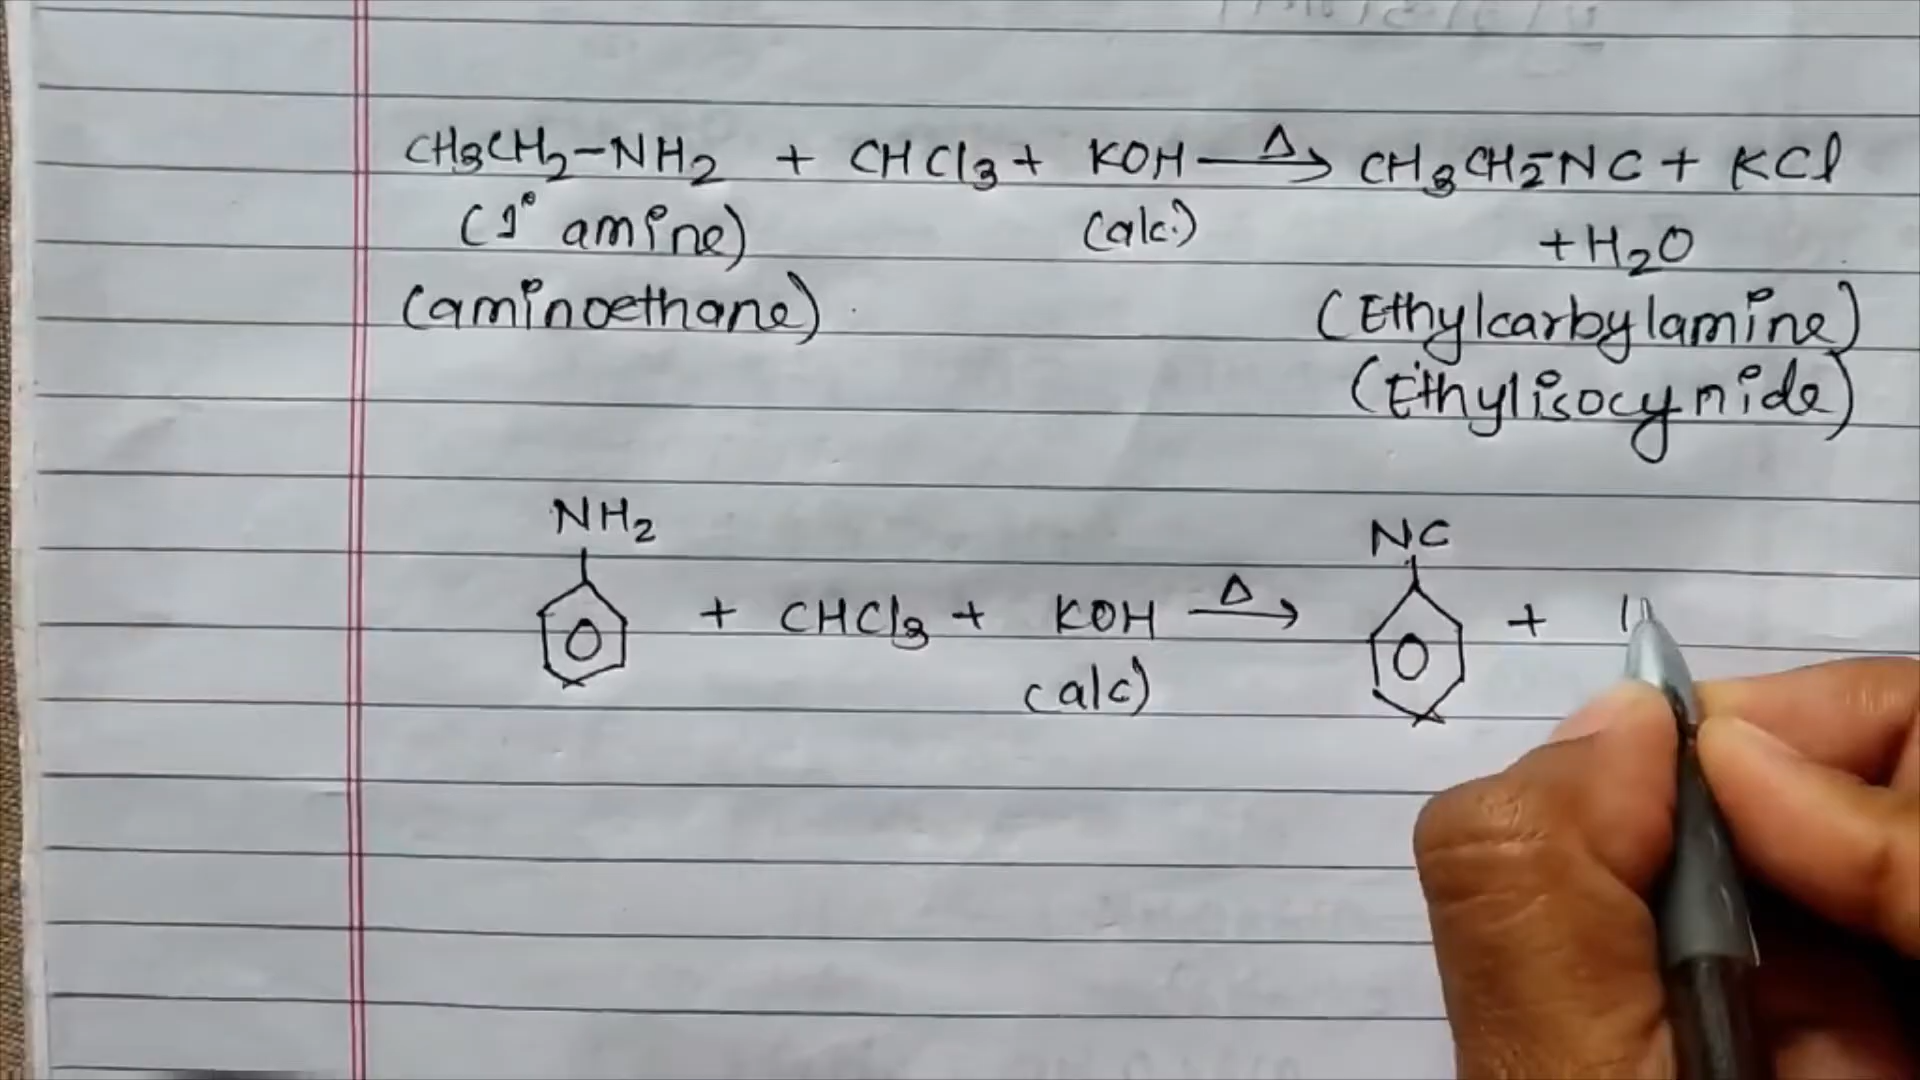 CH3CH2-NH2 + CHCl3 + KOH →Δ CH3CH2-NC + KCl
(1° amine) (alc.) +H2O
(aminoethane) (Ethylcarbylamine)
(Ethylisocynide)
NH2 NC
+ CHCl3 + KOH →Δ +
(alc)